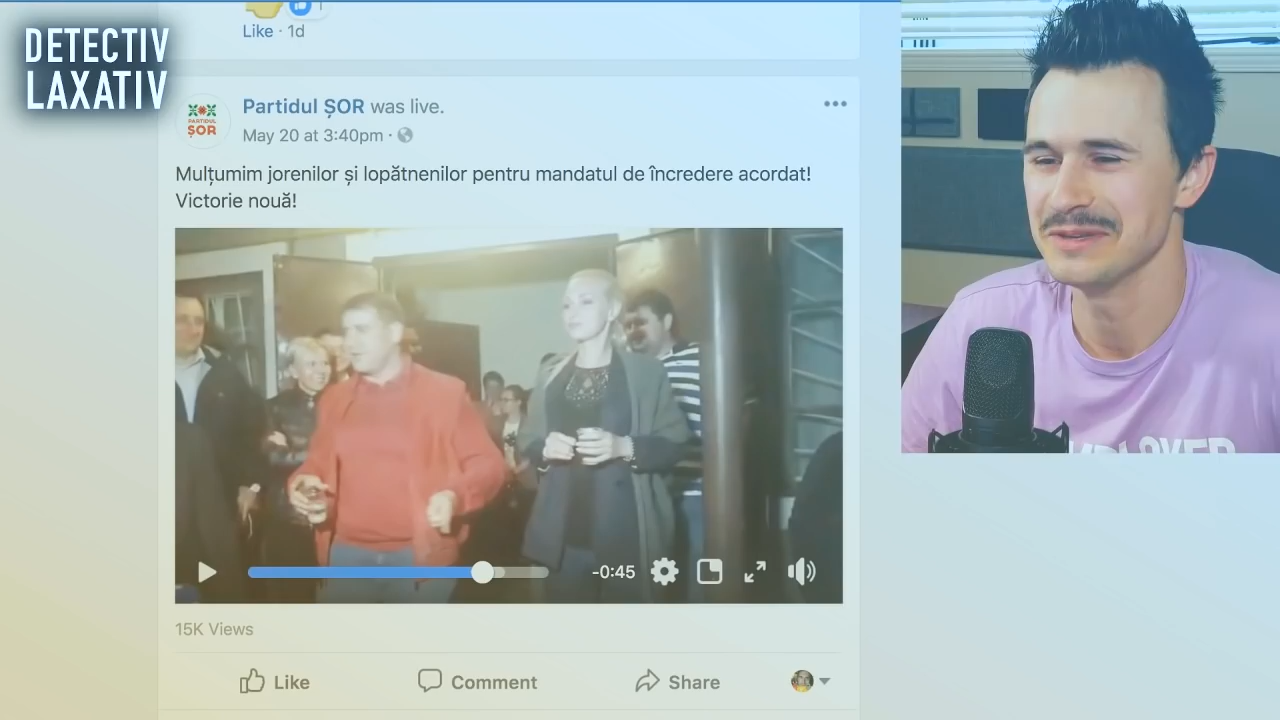 DETECTIV
LAXATIV
Like · 1d
Partidul ȘOR was live.
May 20 at 3:40pm ·
PARTIDUL
ȘOR
Mulțumim jorenilor și lopătnenilor pentru mandatul de încredere acordat!
Victorie nouă!
-0:45
15K Views
Like
Comment
Share